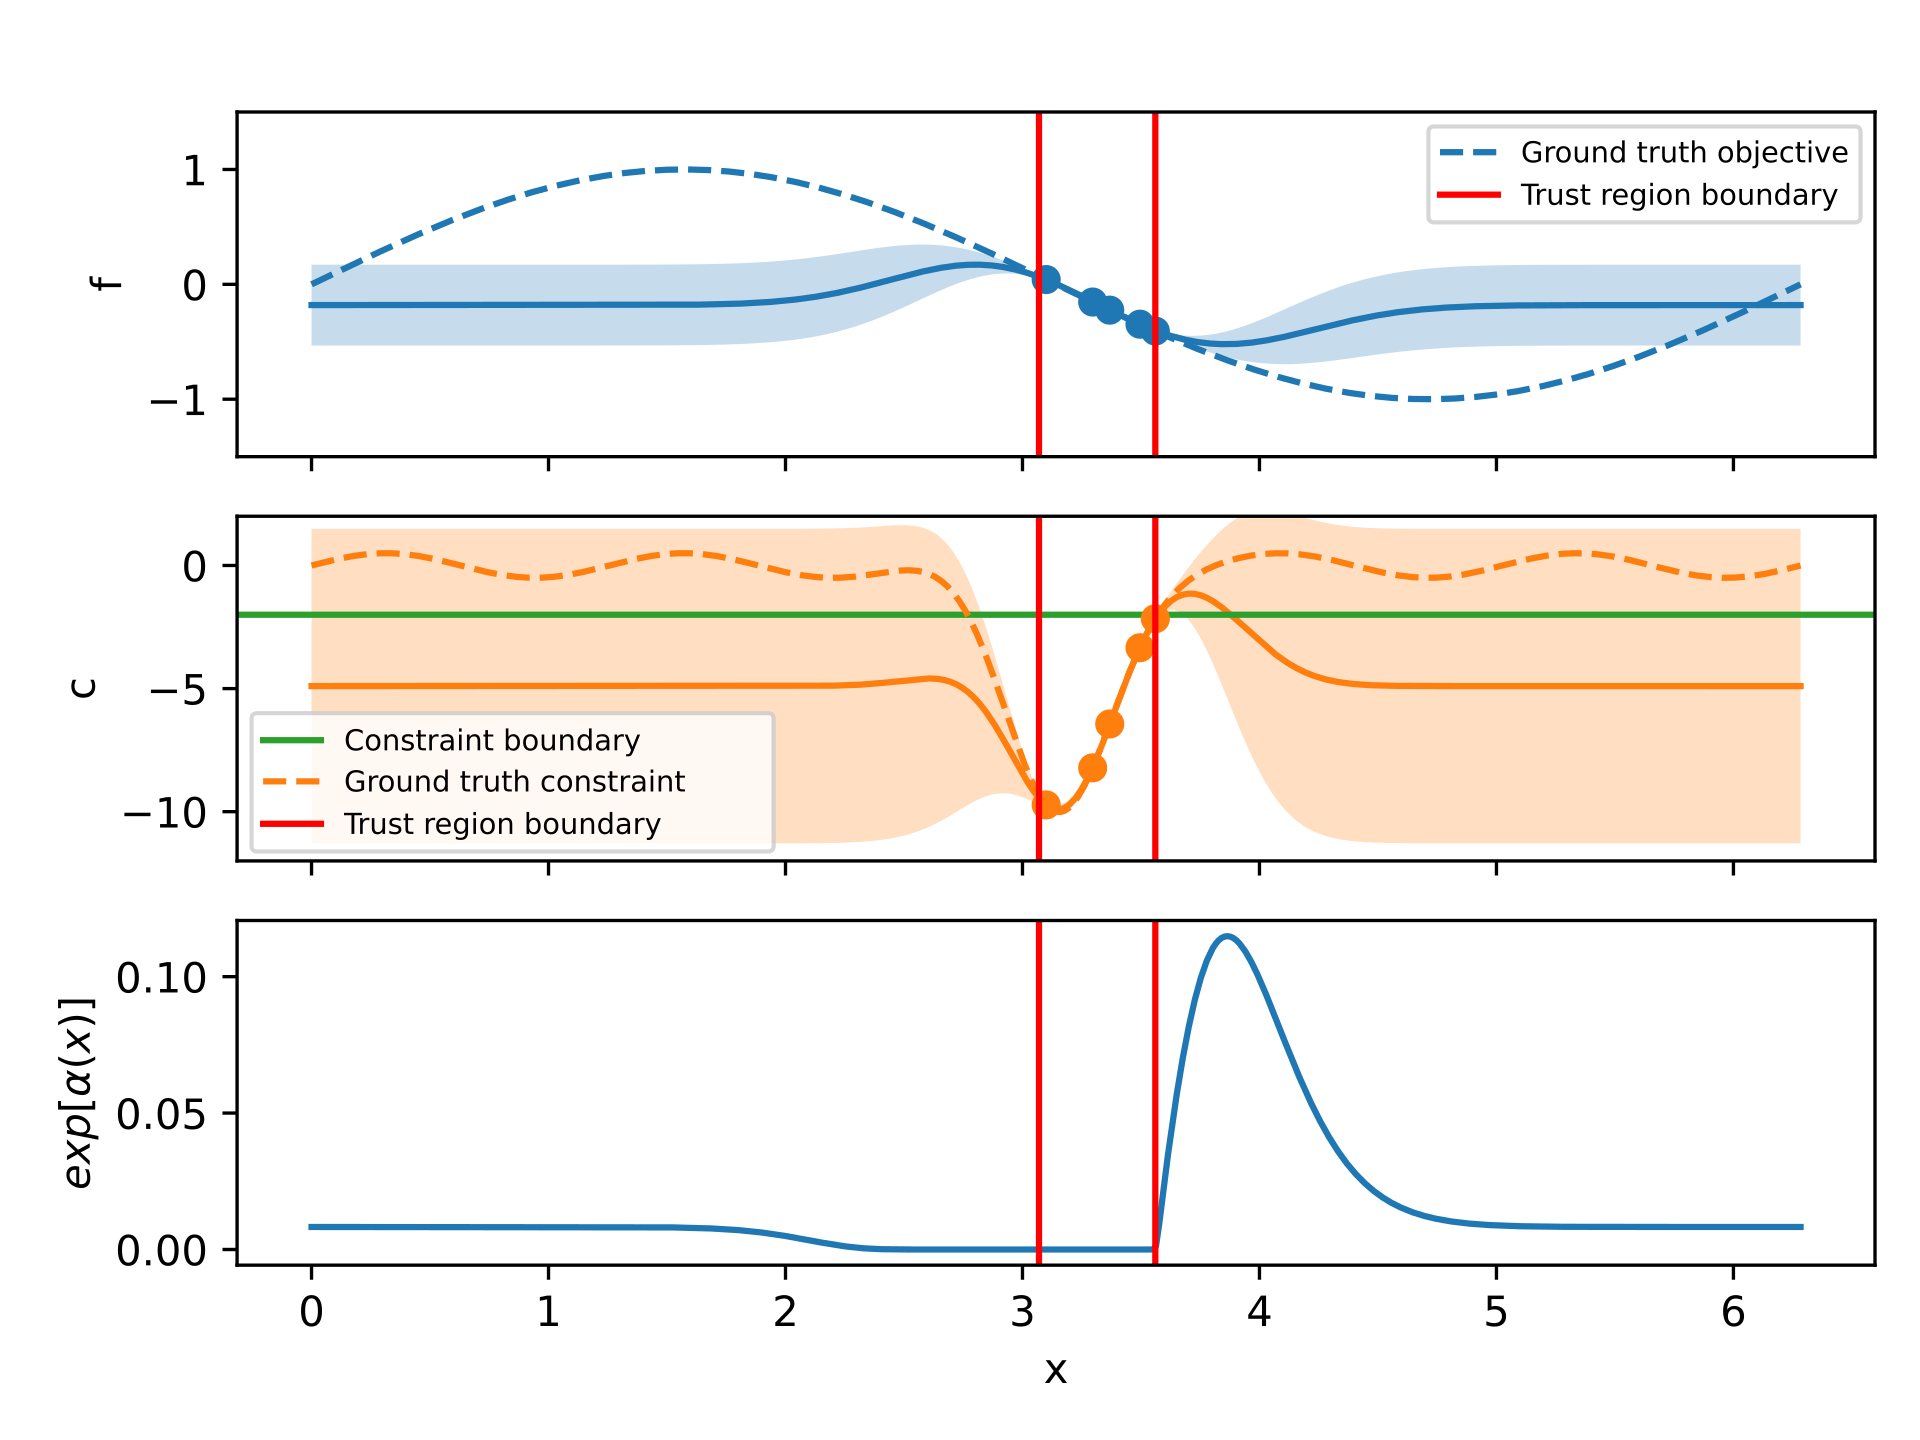 f
1
0
−1
Ground truth objective
Trust region boundary
c
0
−5
−10
Constraint boundary
Ground truth constraint
Trust region boundary
exp[α(x)]
0.10
0.05
0.00
0 1 2 3 4 5 6
x